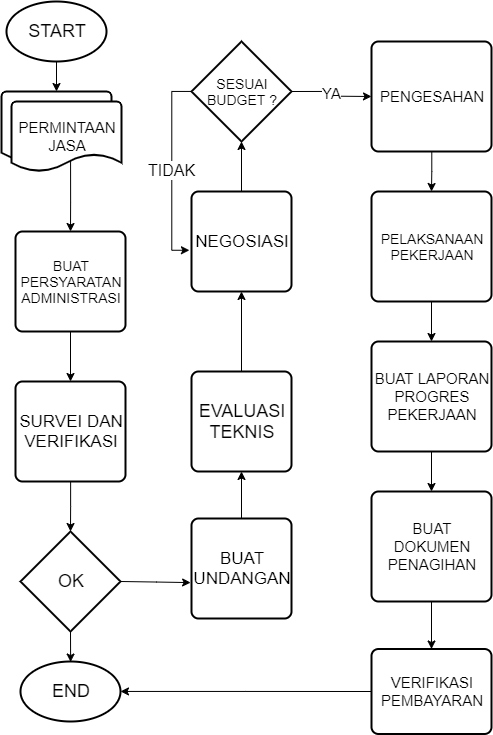 START
PERMINTAAN
JASA
BUAT
PERSYARATAN
ADMINISTRASI
SURVEI DAN
VERIFIKASI
OK
END
BUAT
UNDANGAN
EVALUASI
TEKNIS
NEGOSIASI
TIDAK
SESUAI
BUDGET ?
YA
PENGESAHAN
PELAKSANAAN
PEKERJAAN
BUAT LAPORAN
PROGRES
PEKERJAAN
BUAT
DOKUMEN
PENAGIHAN
VERIFIKASI
PEMBAYARAN